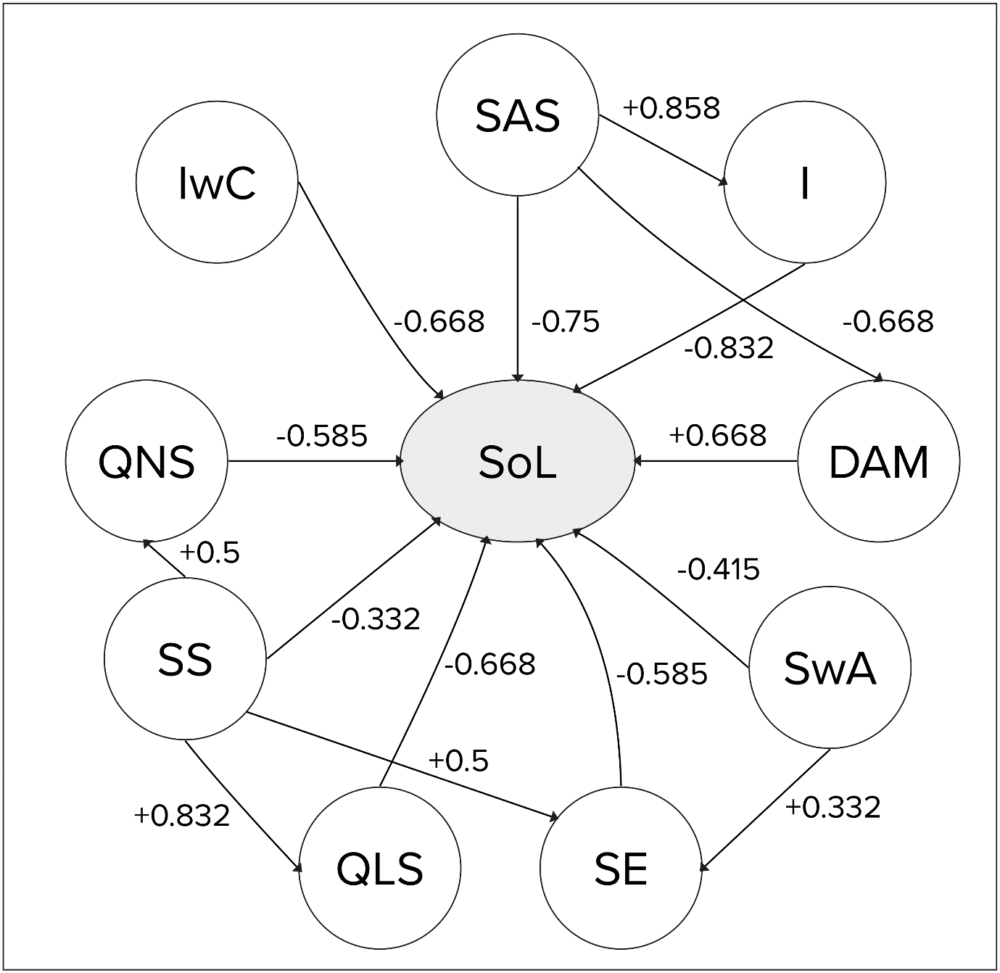 SAS
+0.858
IwC
I
-0.668
-0.75
-0.668
-0.832
QNS
-0.585
SoL
+0.668
DAM
+0.5
-0.415
-0.332
SS
-0.668
-0.585
SwA
+0.5
+0.832
+0.332
QLS
SE